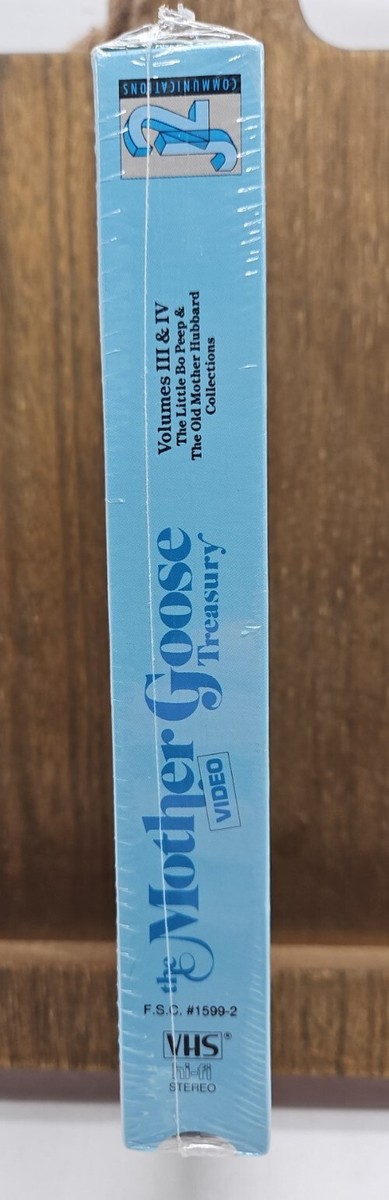 J2
COMMUNICATIONS
Volumes III & IV
The Little Bo Peep &
The Old Mother Hubbard
Collections
the Mother Goose
VIDEO Treasury
F.S.C. #1599-2
VHS®
hi-fi
STEREO